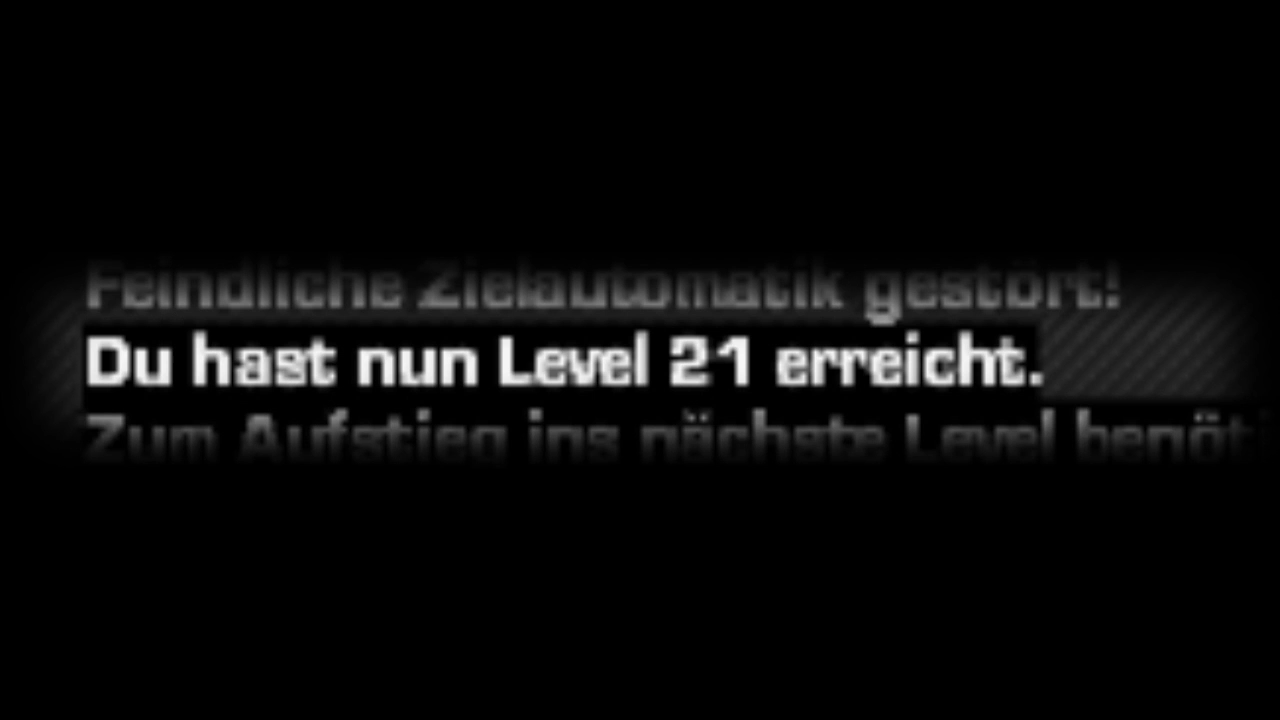 Feindliche Zielautomatik gestört!
Du hast nun Level 21 erreicht.
Zum Aufstieg ins nächste Level